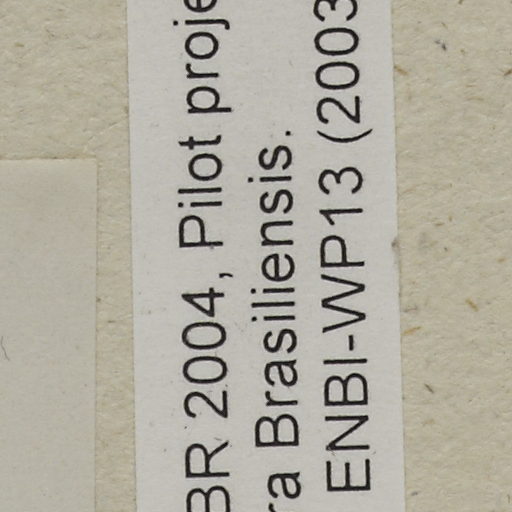 BR 2004, Pilot proje
ra Brasiliensis.
ENBI-WP13 (2003